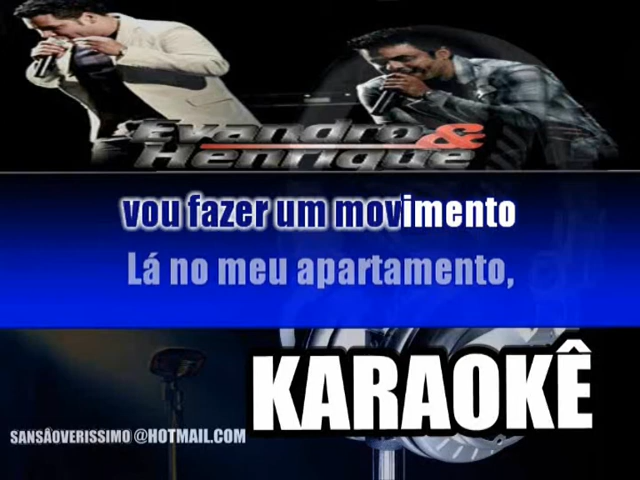 Evandro &
Henrique
vou fazer um movimento
Lá no meu apartamento,
KARAOKÊ
SANSÃOVERISSIMO@HOTMAIL.COM